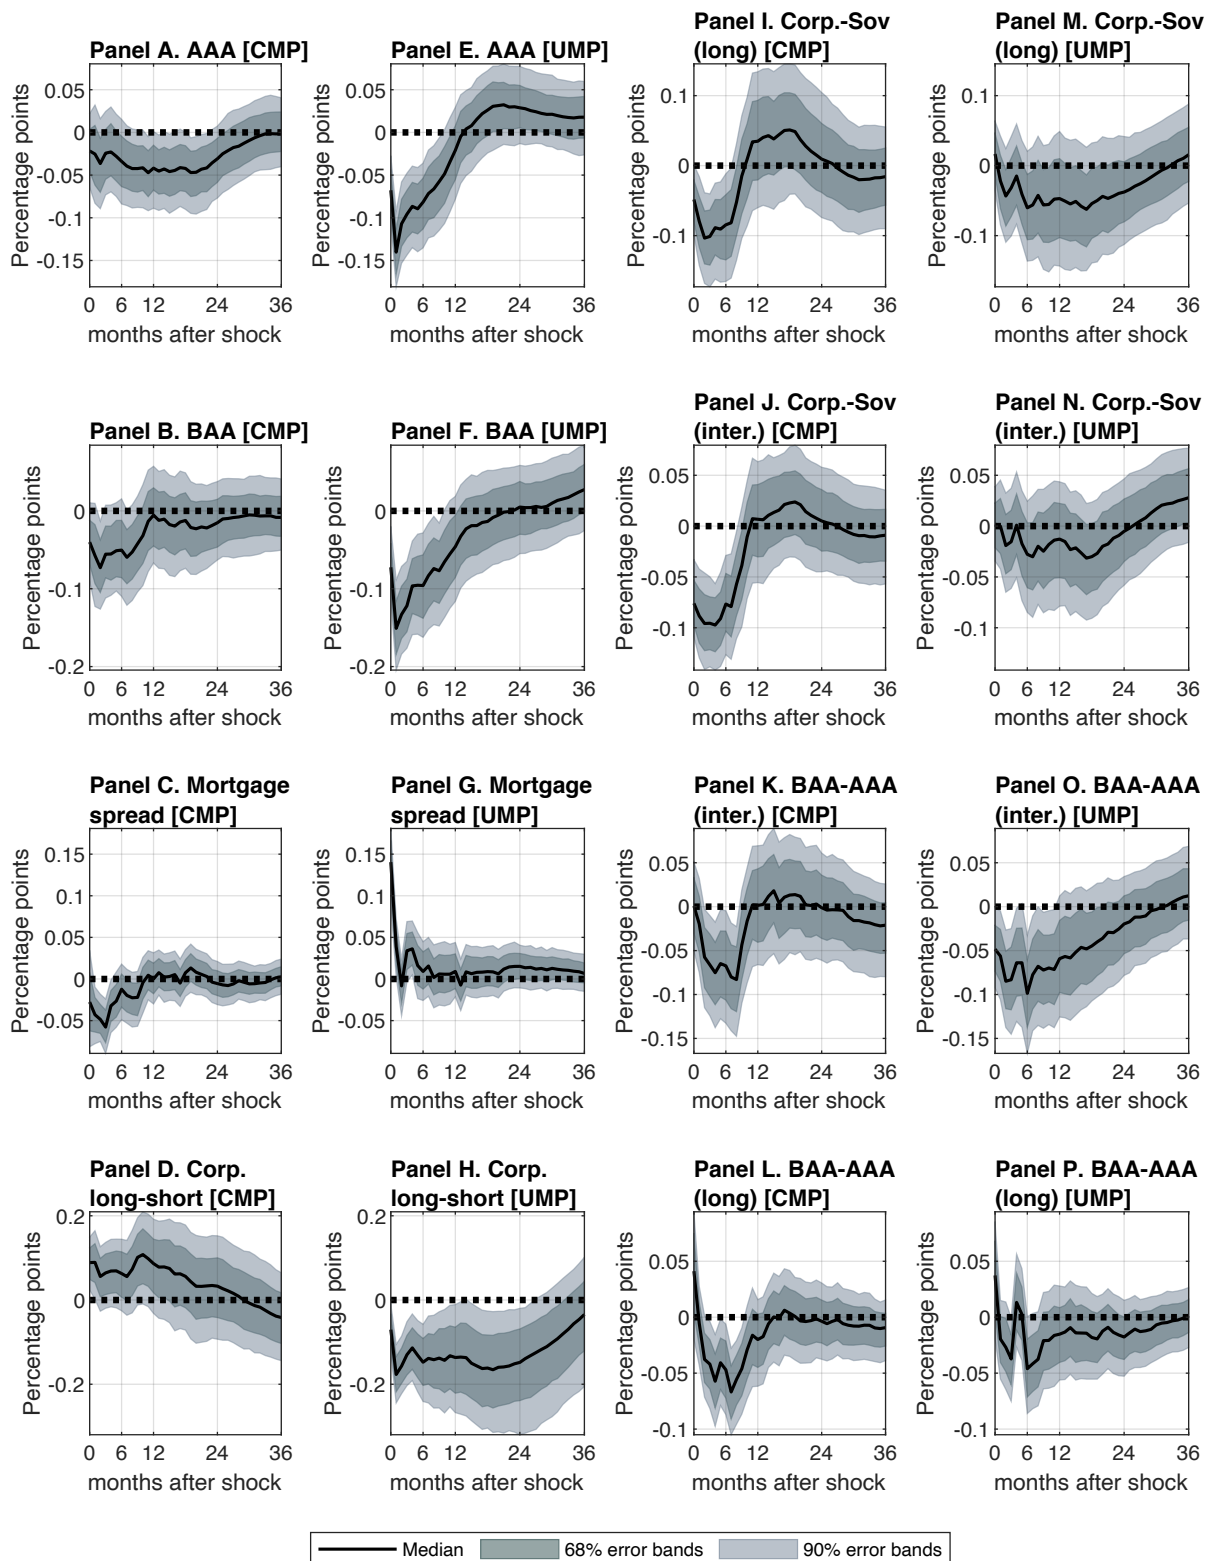 Panel A. AAA [CMP]
Percentage points
0.05
0
-0.05
-0.1
-0.15
0 6 12 24 36
months after shock
Panel E. AAA [UMP]
Percentage points
0.05
0
-0.05
-0.1
-0.15
0 6 12 24 36
months after shock
Panel I. Corp.-Sov
(long) [CMP]
Percentage points
0.1
0
-0.1
0 6 12 24 36
months after shock
Panel M. Corp.-Sov
(long) [UMP]
Percentage points
0.1
0
-0.1
0 6 12 24 36
months after shock
Panel B. BAA [CMP]
Percentage points
0
-0.1
-0.2
0 6 12 24 36
months after shock
Panel F. BAA [UMP]
Percentage points
0
-0.1
-0.2
0 6 12 24 36
months after shock
Panel J. Corp.-Sov
(inter.) [CMP]
Percentage points
0.05
0
-0.05
-0.1
0 6 12 24 36
months after shock
Panel N. Corp.-Sov
(inter.) [UMP]
Percentage points
0.05
0
-0.05
-0.1
0 6 12 24 36
months after shock
Panel C. Mortgage
spread [CMP]
Percentage points
0.15
0.1
0.05
0
-0.05
0 6 12 24 36
months after shock
Panel G. Mortgage
spread [UMP]
Percentage points
0.15
0.1
0.05
0
-0.05
0 6 12 24 36
months after shock
Panel K. BAA-AAA
(inter.) [CMP]
Percentage points
0.05
0
-0.05
-0.1
-0.15
0 6 12 24 36
months after shock
Panel O. BAA-AAA
(inter.) [UMP]
Percentage points
0.05
0
-0.05
-0.1
-0.15
0 6 12 24 36
months after shock
Panel D. Corp.
long-short [CMP]
Percentage points
0.2
0
-0.2
0 6 12 24 36
months after shock
Panel H. Corp.
long-short [UMP]
Percentage points
0.2
0
-0.2
0 6 12 24 36
months after shock
Panel L. BAA-AAA
(long) [CMP]
Percentage points
0.05
0
-0.05
-0.1
0 6 12 24 36
months after shock
Panel P. BAA-AAA
(long) [UMP]
Percentage points
0.05
0
-0.05
-0.1
0 6 12 24 36
months after shock
Median 68% error bands 90% error bands